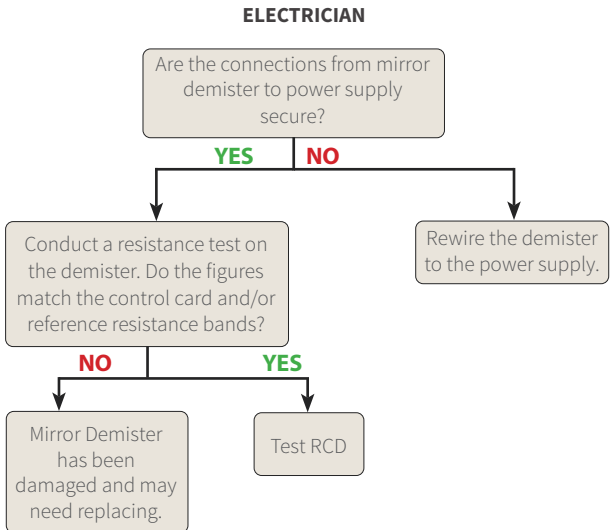 ELECTRICIAN
Are the connections from mirror
demister to power supply
secure?
YES
NO
Conduct a resistance test on
the demister. Do the figures
match the control card and/or
reference resistance bands?
Rewire the demister
to the power supply.
NO
YES
Mirror Demister
has been
damaged and may
need replacing.
Test RCD